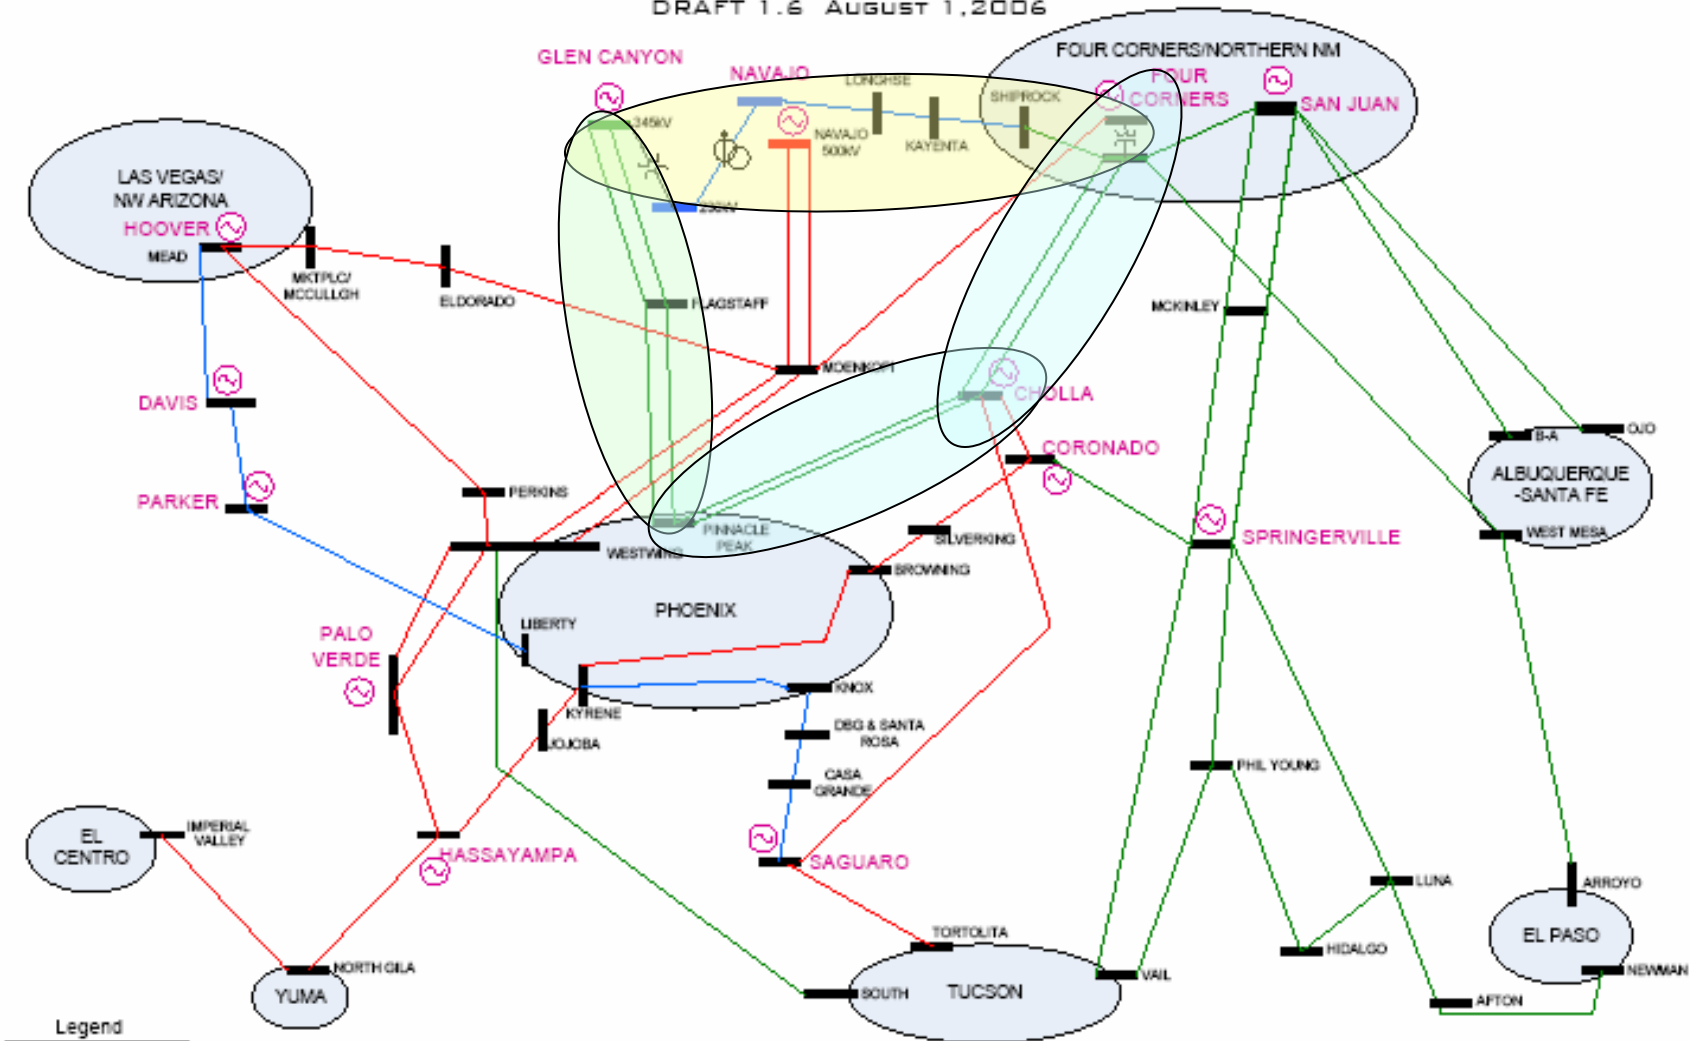 DRAFT 1.6 AUGUST 1,2006
GLEN CANYON
NAVAJO
LONGHSE
FOUR CORNERS/NORTHERN NM
FOUR
CORNERS
SHIPROCK
SAN JUAN
345kV
NAVAJO
500kV
KAYENTA
LAS VEGAS/
NW ARIZONA
230kV
HOOVER
MEAD
MKTPLC/
MCCULLGH
ELDORADO
FLAGSTAFF
MCKINLEY
MOENKOPI
CHOLLA
DAVIS
CORONADO
B-A
OJO
ALBUQUERQUE
-SANTA FE
PARKER
PERKINS
PINNACLE
PEAK
WESTWING
SILVERKING
SPRINGERVILLE
WEST MESA
BROWNING
PHOENIX
LIBERTY
PALO
VERDE
KNOX
KYRENE
JOJOBA
DBG & SANTA
ROSA
CASA
GRANDE
PHIL YOUNG
IMPERIAL
VALLEY
EL
CENTRO
HASSAYAMPA
SAGUARO
LUNA
ARROYO
TORTOLITA
EL PASO
HIDALGO
NORTH GILA
VAIL
NEWMAN
YUMA
SOUTH
TUCSON
AFTON
Legend